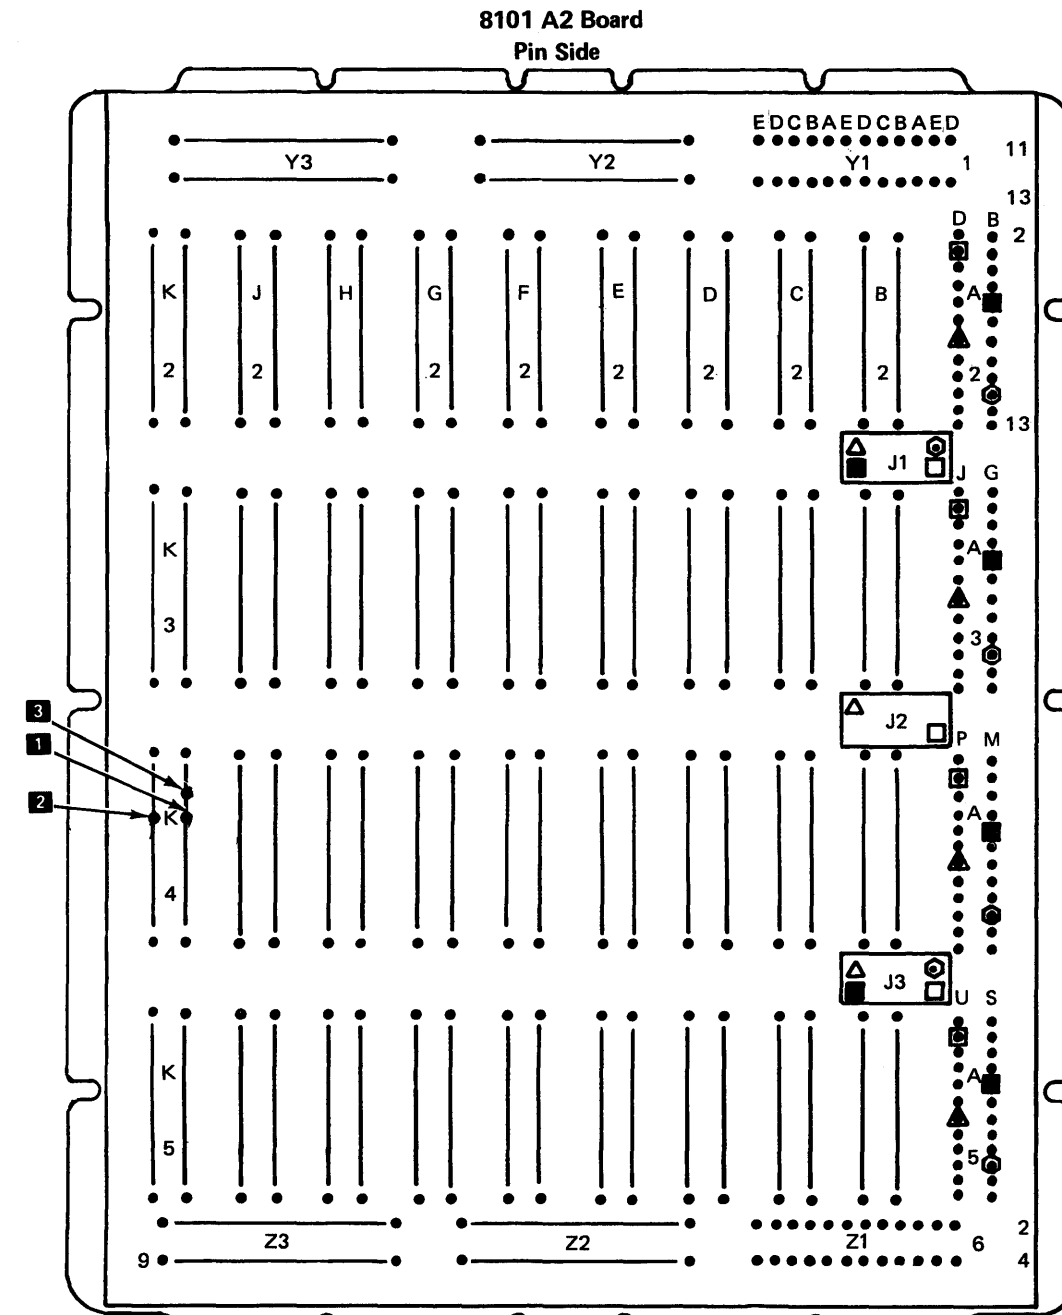 8101 A2 Board
Pin Side
E D C B A E D C B A E D
11
Y3 Y2 Y1 1
13
D B
2
K J H G F E D C B A
2 2 2 2 2 2 2 2 2
13
J1
J G
K A
3 3
3
J2
1
P M
2
K A
4
J3
U S
K A
5 5
2
Z3 Z2 Z1 6
9 4